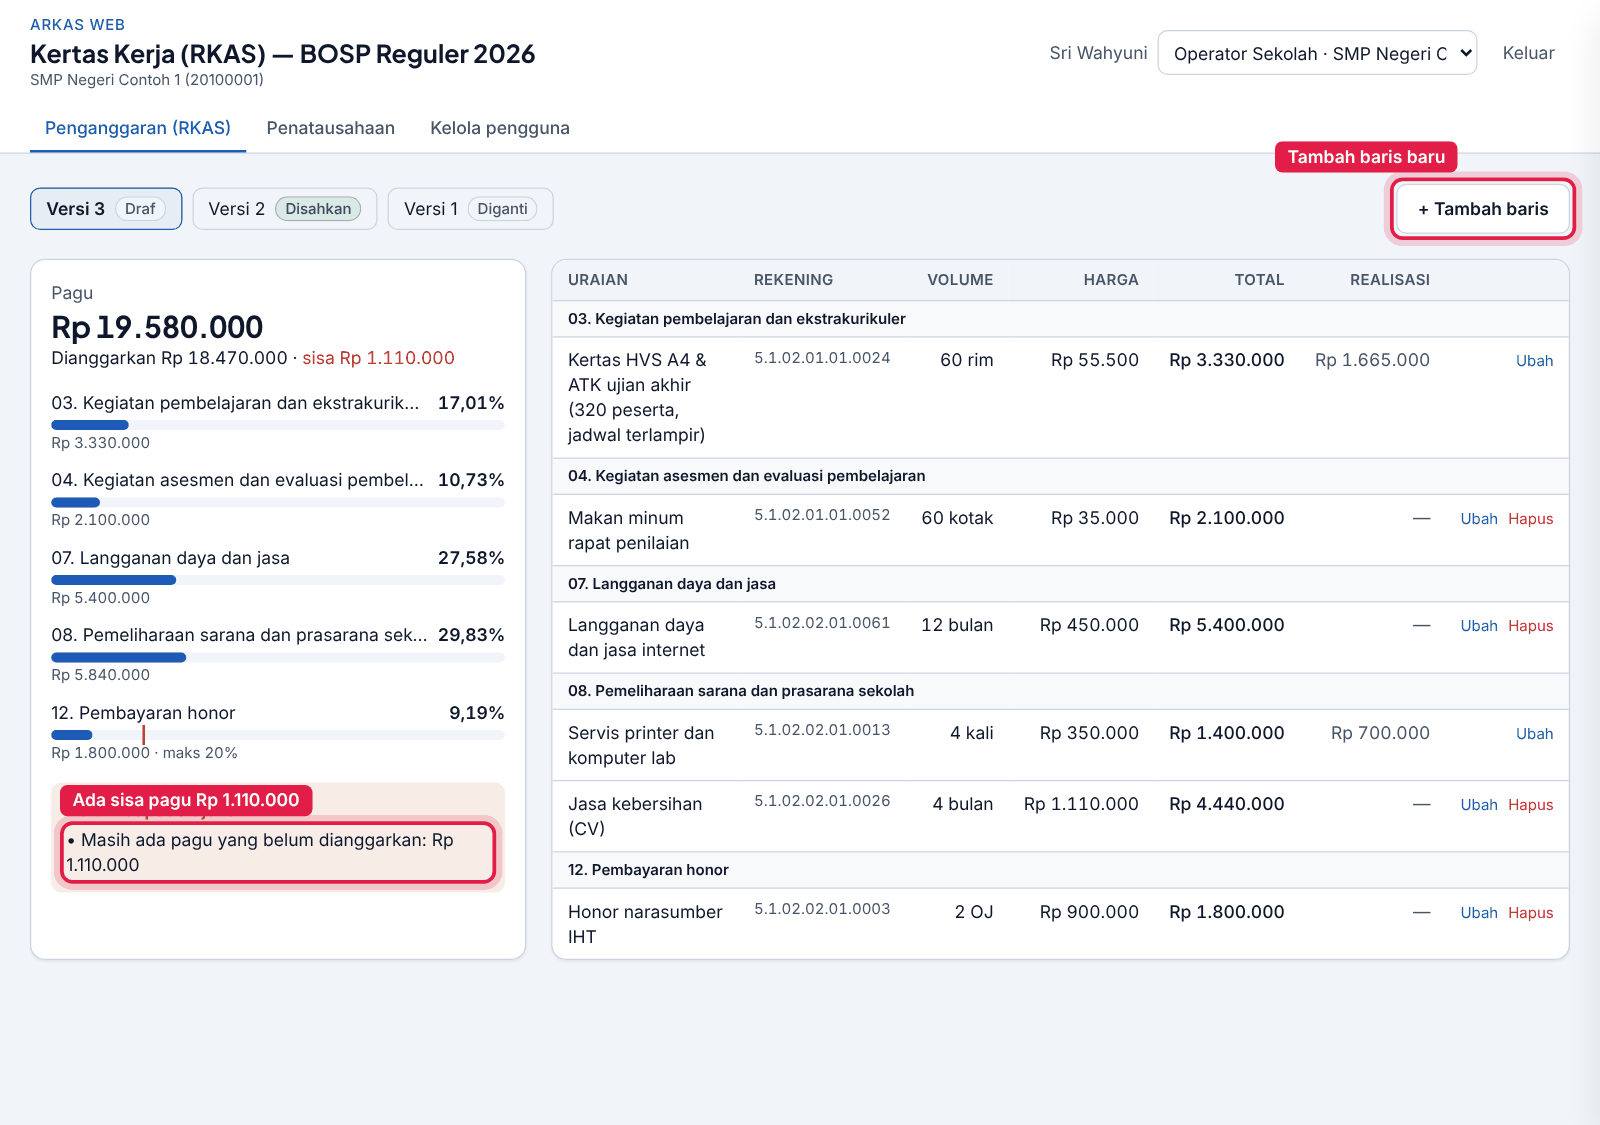 ARKAS WEB
Kertas Kerja (RKAS) — BOSP Reguler 2026
SMP Negeri Contoh 1 (20100001)
Sri Wahyuni
Operator Sekolah · SMP Negeri C
Keluar
Penganggaran (RKAS)
Penatausahaan
Kelola pengguna
Tambah baris baru
Versi 3 Draf
Versi 2 Disahkan
Versi 1 Diganti
+ Tambah baris
Pagu
Rp 19.580.000
Dianggarkan Rp 18.470.000 · sisa Rp 1.110.000
03. Kegiatan pembelajaran dan ekstrakurik... 17,01%
Rp 3.330.000
04. Kegiatan asesmen dan evaluasi pembel... 10,73%
Rp 2.100.000
07. Langganan daya dan jasa 27,58%
Rp 5.400.000
08. Pemeliharaan sarana dan prasarana sek... 29,83%
Rp 5.840.000
12. Pembayaran honor 9,19%
Rp 1.800.000 · maks 20%
Ada sisa pagu Rp 1.110.000
• Masih ada pagu yang belum dianggarkan: Rp
1.110.000
URAIAN REKENING VOLUME HARGA TOTAL REALISASI
03. Kegiatan pembelajaran dan ekstrakurikuler
Kertas HVS A4 & 5.1.02.01.01.0024 60 rim Rp 55.500 Rp 3.330.000 Rp 1.665.000 Ubah
ATK ujian akhir
(320 peserta,
jadwal terlampir)
04. Kegiatan asesmen dan evaluasi pembelajaran
Makan minum 5.1.02.01.01.0052 60 kotak Rp 35.000 Rp 2.100.000 — Ubah Hapus
rapat penilaian
07. Langganan daya dan jasa
Langganan daya 5.1.02.01.01.0061 12 bulan Rp 450.000 Rp 5.400.000 — Ubah Hapus
dan jasa internet
08. Pemeliharaan sarana dan prasarana sekolah
Servis printer dan 5.1.02.02.01.0013 4 kali Rp 350.000 Rp 1.400.000 Rp 700.000 Ubah
komputer lab
Jasa kebersihan 5.1.02.02.01.0026 4 bulan Rp 1.110.000 Rp 4.440.000 — Ubah Hapus
(CV)
12. Pembayaran honor
Honor narasumber 5.1.02.02.01.0003 2 OJ Rp 900.000 Rp 1.800.000 — Ubah Hapus
IHT